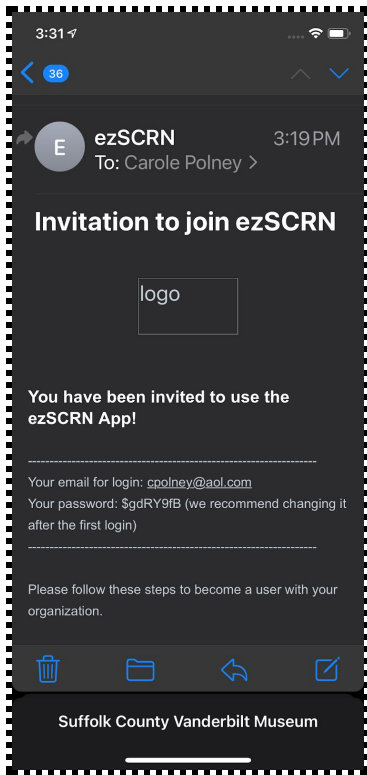 3:31
36
E
ezSCRN
3:19 PM
To: Carole Polney >
Invitation to join ezSCRN
logo
You have been invited to use the
ezSCRN App!
------------------------------------------------------------------
Your email for login: cpolney@aol.com
Your password: $gdRY9fB (we recommend changing it
after the first login)
------------------------------------------------------------------
Please follow these steps to become a user with your
organization.
Suffolk County Vanderbilt Museum